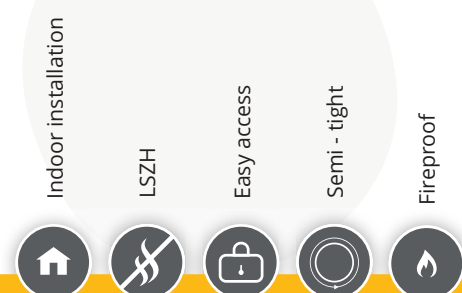 Indoor installation
LSZH
Easy access
Semi - tight
Fireproof